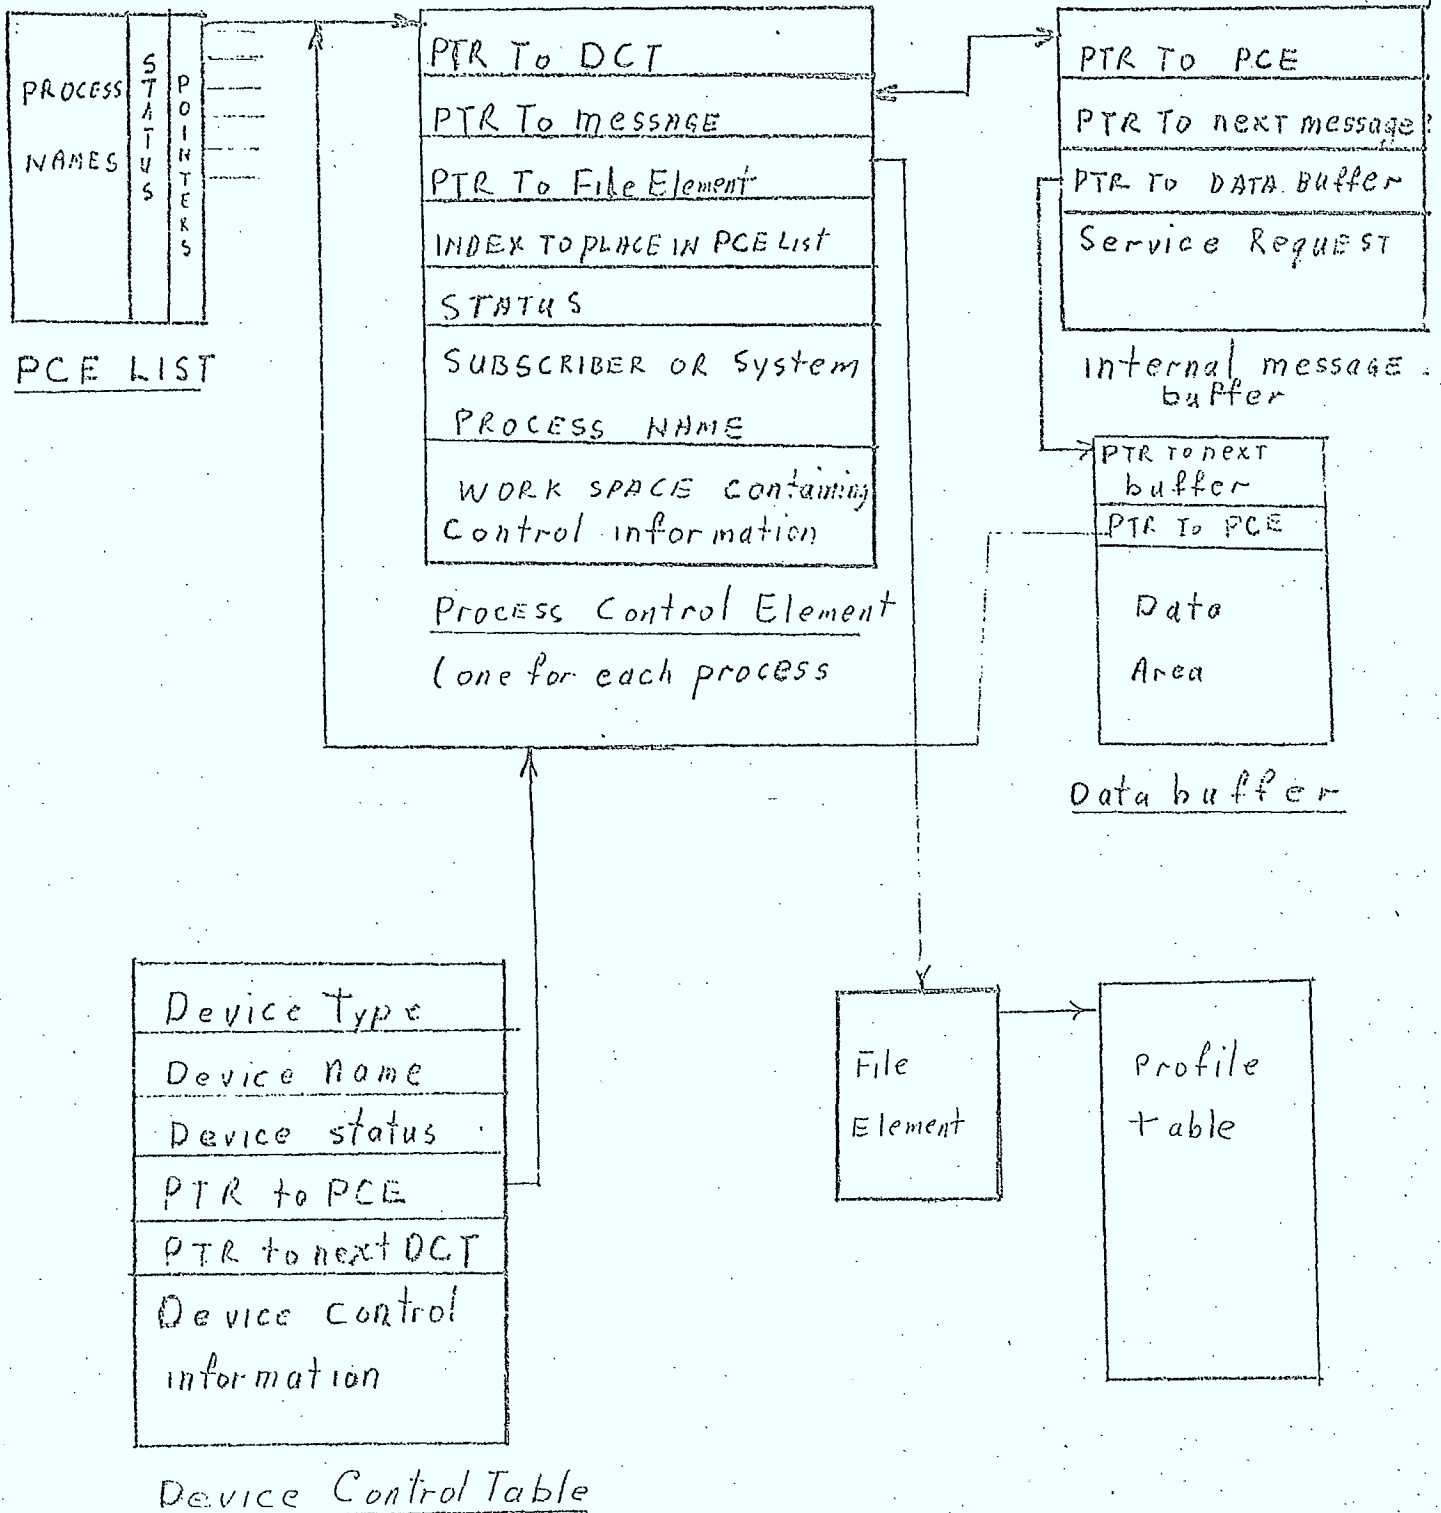 PROCESS
NAMES
STATUS
POINTERS
PCE LIST
PTR To DCT
PTR To message
PTR To File Element
INDEX TO PLACE IN PCE List
STATUS
SUBSCRIBER OR System
PROCESS NAME
WORK SPACE containing
Control information
Process Control Element
(one for each process
PTR TO PCE
PTR TO next message?
PTR TO DATA Buffer
Service Request
internal message
buffer
PTR To next
buffer
PTR To PCE
Data
Area
Data buffer
Device Type
Device name
Device status
PTR to PCE
PTR to next DCT
Device control
information
Device Control Table
File
Element
Profile
table